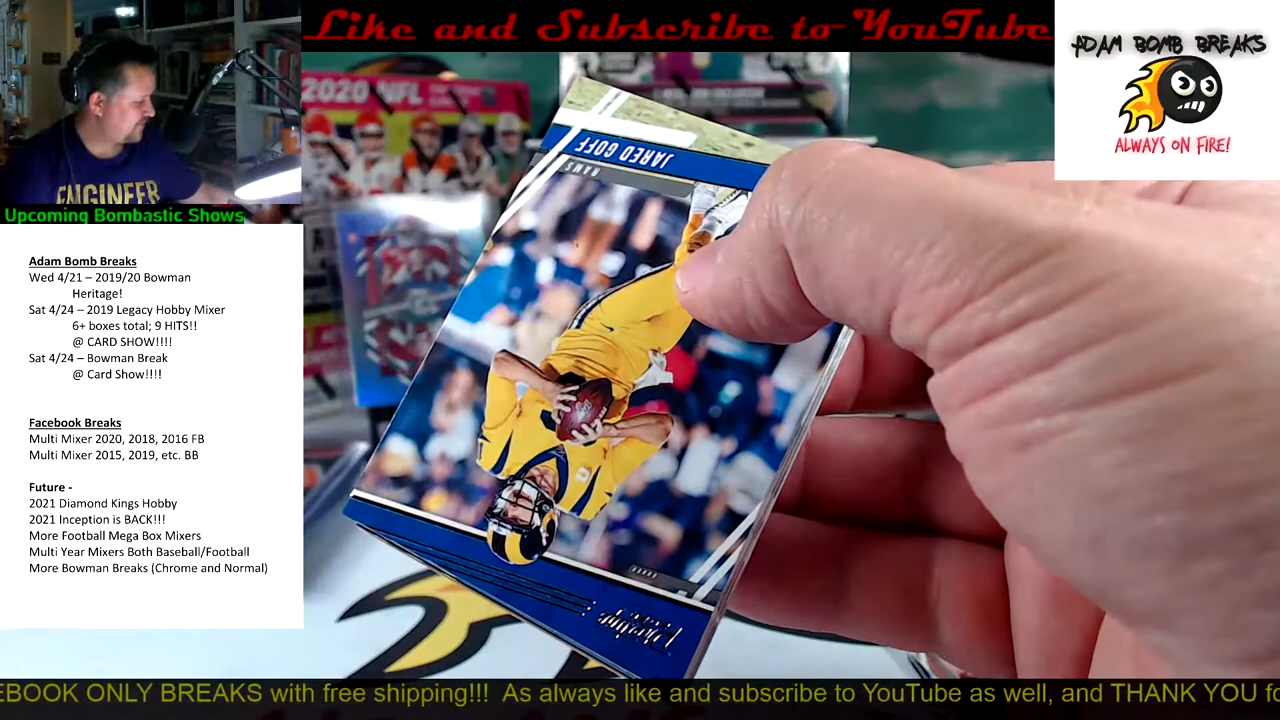 Like and Subscribe to YouTube
ADAM BOMB BREAKS
ALWAYS ON FIRE!
ENGINEER
Upcoming Bombastic Shows
Adam Bomb Breaks
Wed 4/21 – 2019/20 Bowman
Heritage!
Sat 4/24 – 2019 Legacy Hobby Mixer
6+ boxes total; 9 HITS!!
@ CARD SHOW!!!!
Sat 4/24 – Bowman Break
@ Card Show!!!!
Facebook Breaks
Multi Mixer 2020, 2018, 2016 FB
Multi Mixer 2015, 2019, etc. BB
Future -
2021 Diamond Kings Hobby
2021 Inception is BACK!!!
More Football Mega Box Mixers
Multi Year Mixers Both Baseball/Football
More Bowman Breaks (Chrome and Normal)
2020 NFL
JARED GOFF
RAMS
Prestige
EBOOK ONLY BREAKS with free shipping!!! As always like and subscribe to YouTube as well, and THANK YOU fo